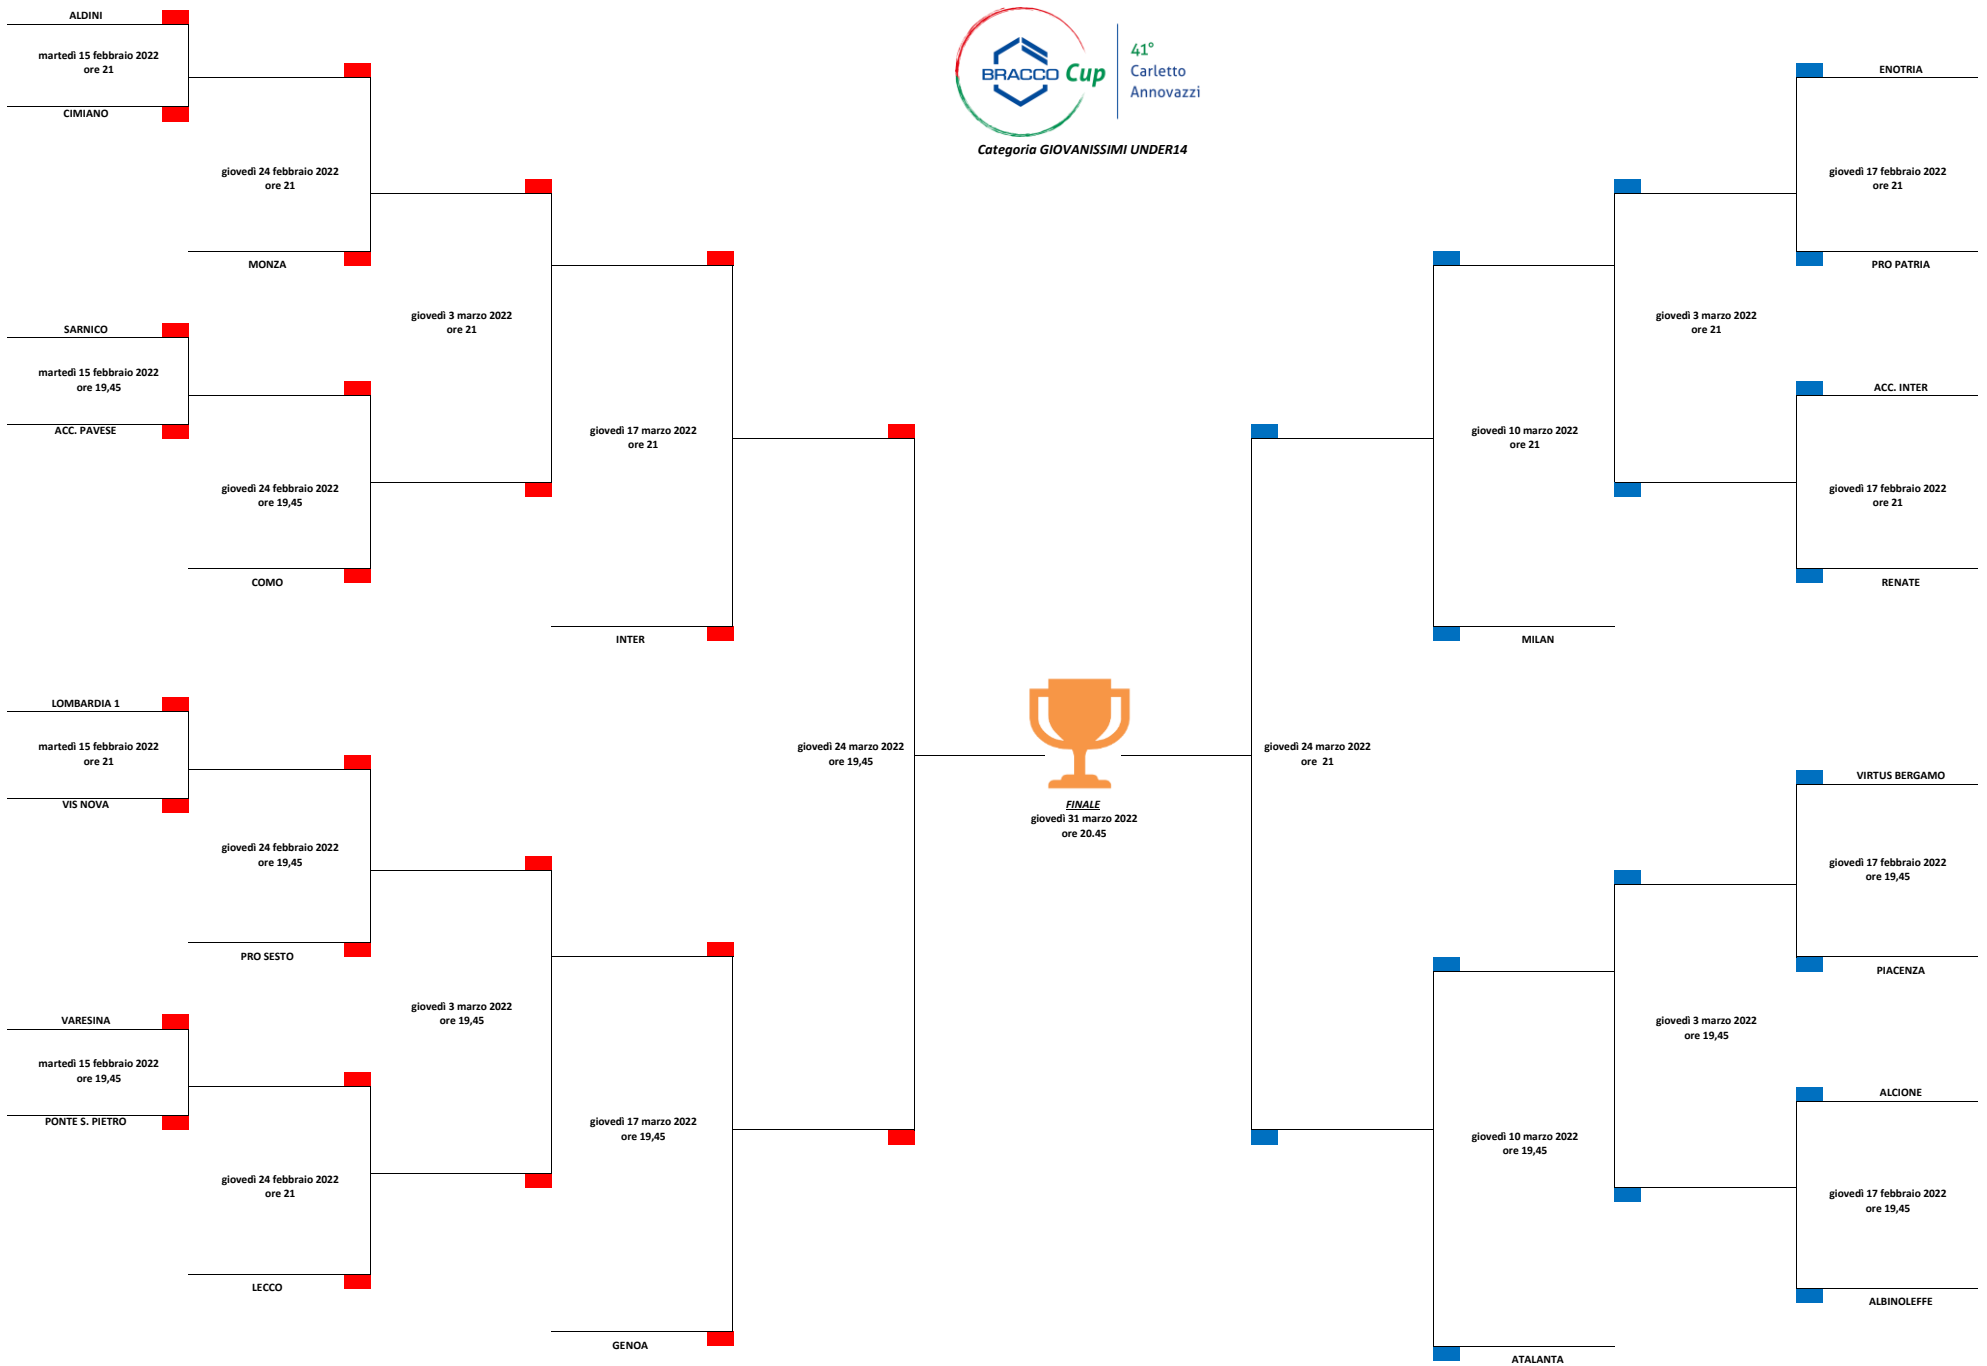 ALDINI
martedì 15 febbraio 2022
ore 21
CIMIANO
giovedì 24 febbraio 2022
ore 21
MONZA
SARNICO
martedì 15 febbraio 2022
ore 19,45
ACC. PAVESE
giovedì 24 febbraio 2022
ore 19,45
COMO
giovedì 3 marzo 2022
ore 21
giovedì 17 marzo 2022
ore 21
INTER
LOMBARDIA 1
martedì 15 febbraio 2022
ore 21
VIS NOVA
giovedì 24 febbraio 2022
ore 19,45
PRO SESTO
VARESINA
martedì 15 febbraio 2022
ore 19,45
PONTE S. PIETRO
giovedì 24 febbraio 2022
ore 21
LECCO
giovedì 3 marzo 2022
ore 19,45
giovedì 17 marzo 2022
ore 19,45
GENOA
giovedì 24 marzo 2022
ore 19,45
BRACCO Cup
41°
Carletto
Annovazzi
Categoria GIOVANISSIMI UNDER14
FINALE
giovedì 31 marzo 2022
ore 20.45
giovedì 24 marzo 2022
ore 21
giovedì 10 marzo 2022
ore 21
MILAN
giovedì 3 marzo 2022
ore 21
ENOTRIA
giovedì 17 febbraio 2022
ore 21
PRO PATRIA
ACC. INTER
giovedì 17 febbraio 2022
ore 21
RENATE
giovedì 10 marzo 2022
ore 19,45
ATALANTA
giovedì 3 marzo 2022
ore 19,45
VIRTUS BERGAMO
giovedì 17 febbraio 2022
ore 19,45
PIACENZA
ALCIONE
giovedì 17 febbraio 2022
ore 19,45
ALBINOLEFFE